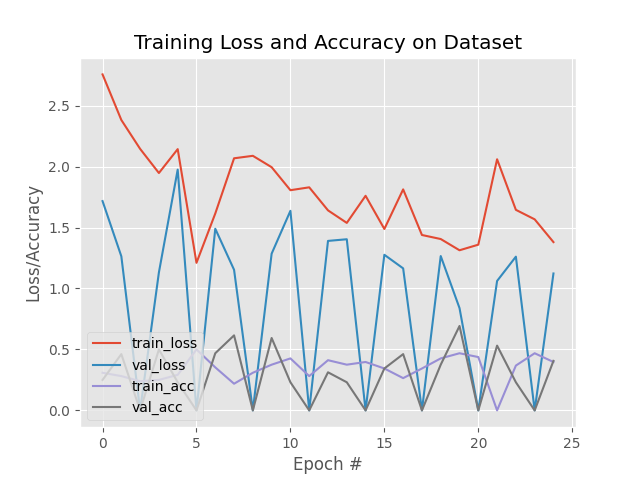 Training Loss and Accuracy on Dataset
Loss/Accuracy
2.5
2.0
1.5
1.0
0.5
0.0
train_loss
val_loss
train_acc
val_acc
0 5 10 15 20 25
Epoch #